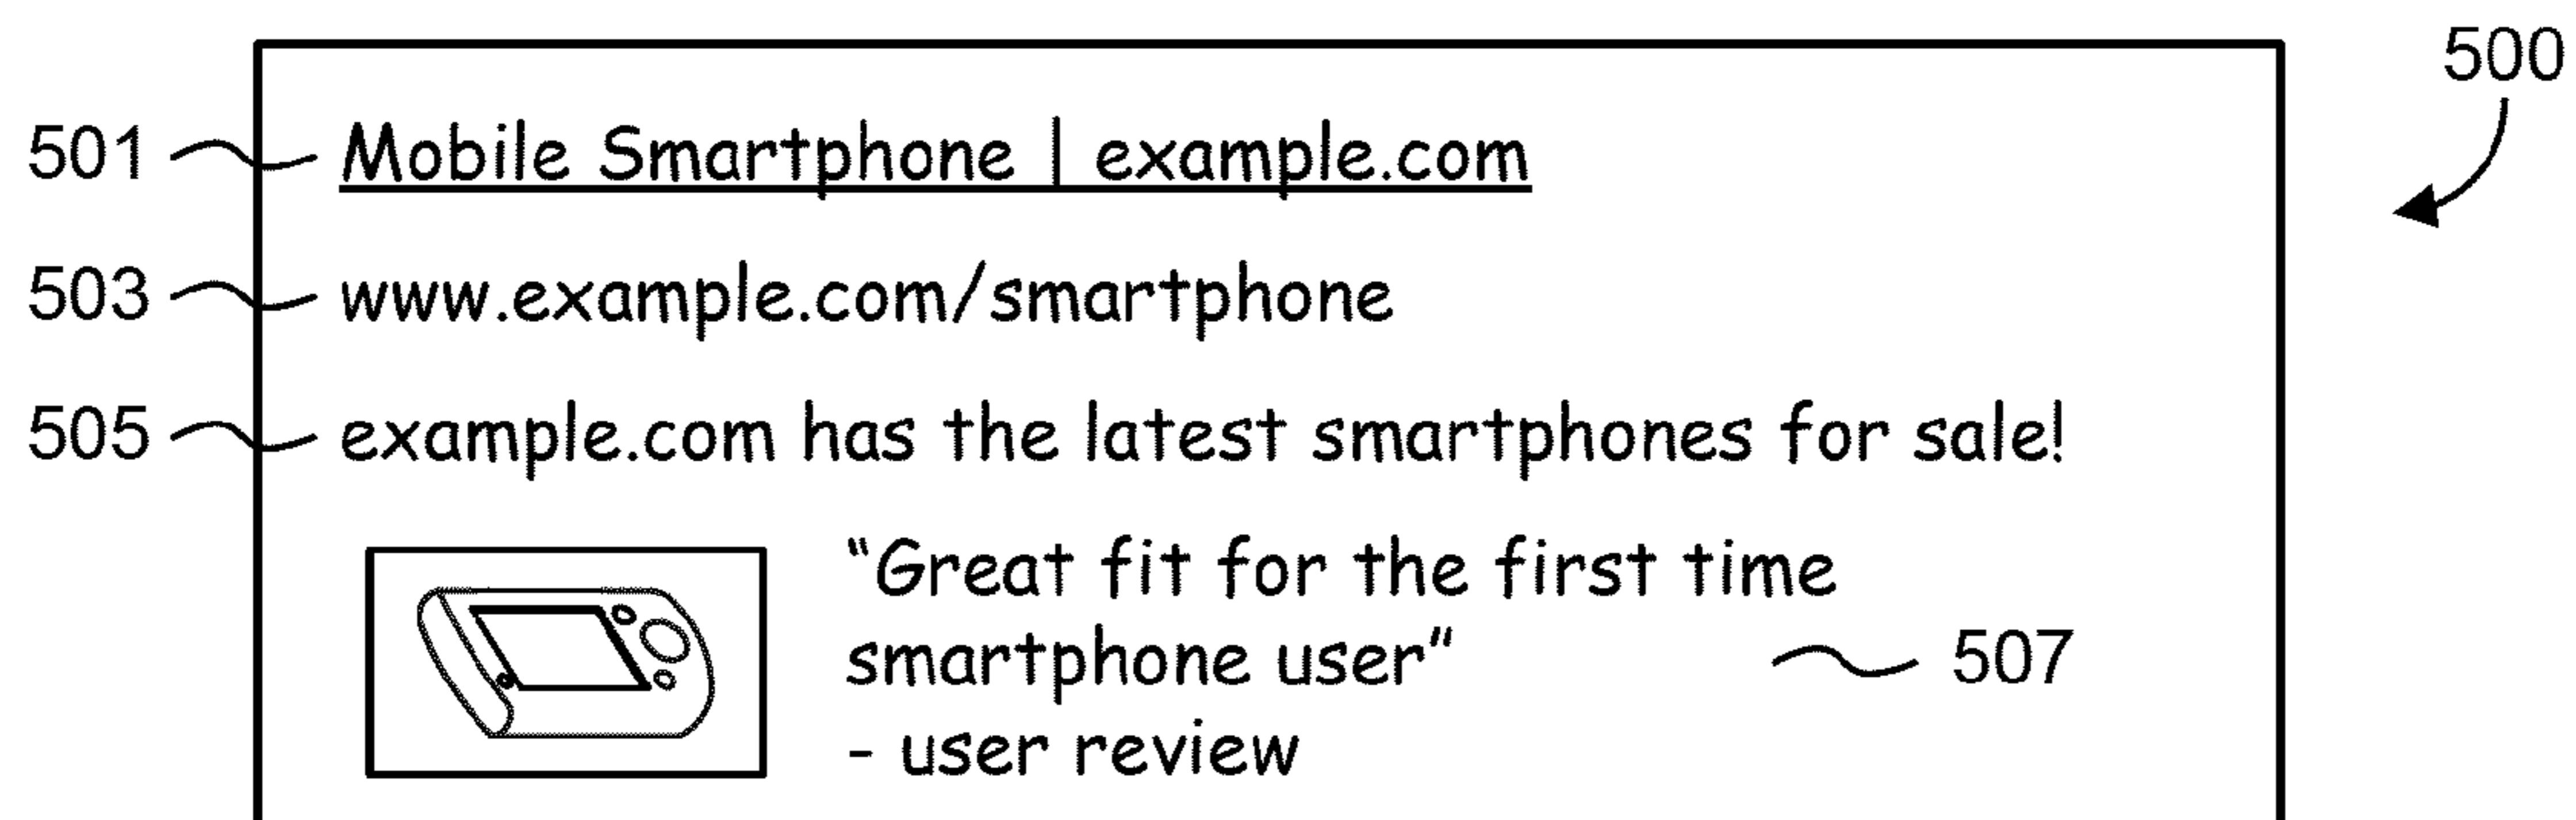 500
501 Mobile Smartphone | example.com
503 www.example.com/smartphone
505 example.com has the latest smartphones for sale!
“Great fit for the first time
smartphone user” 507
- user review